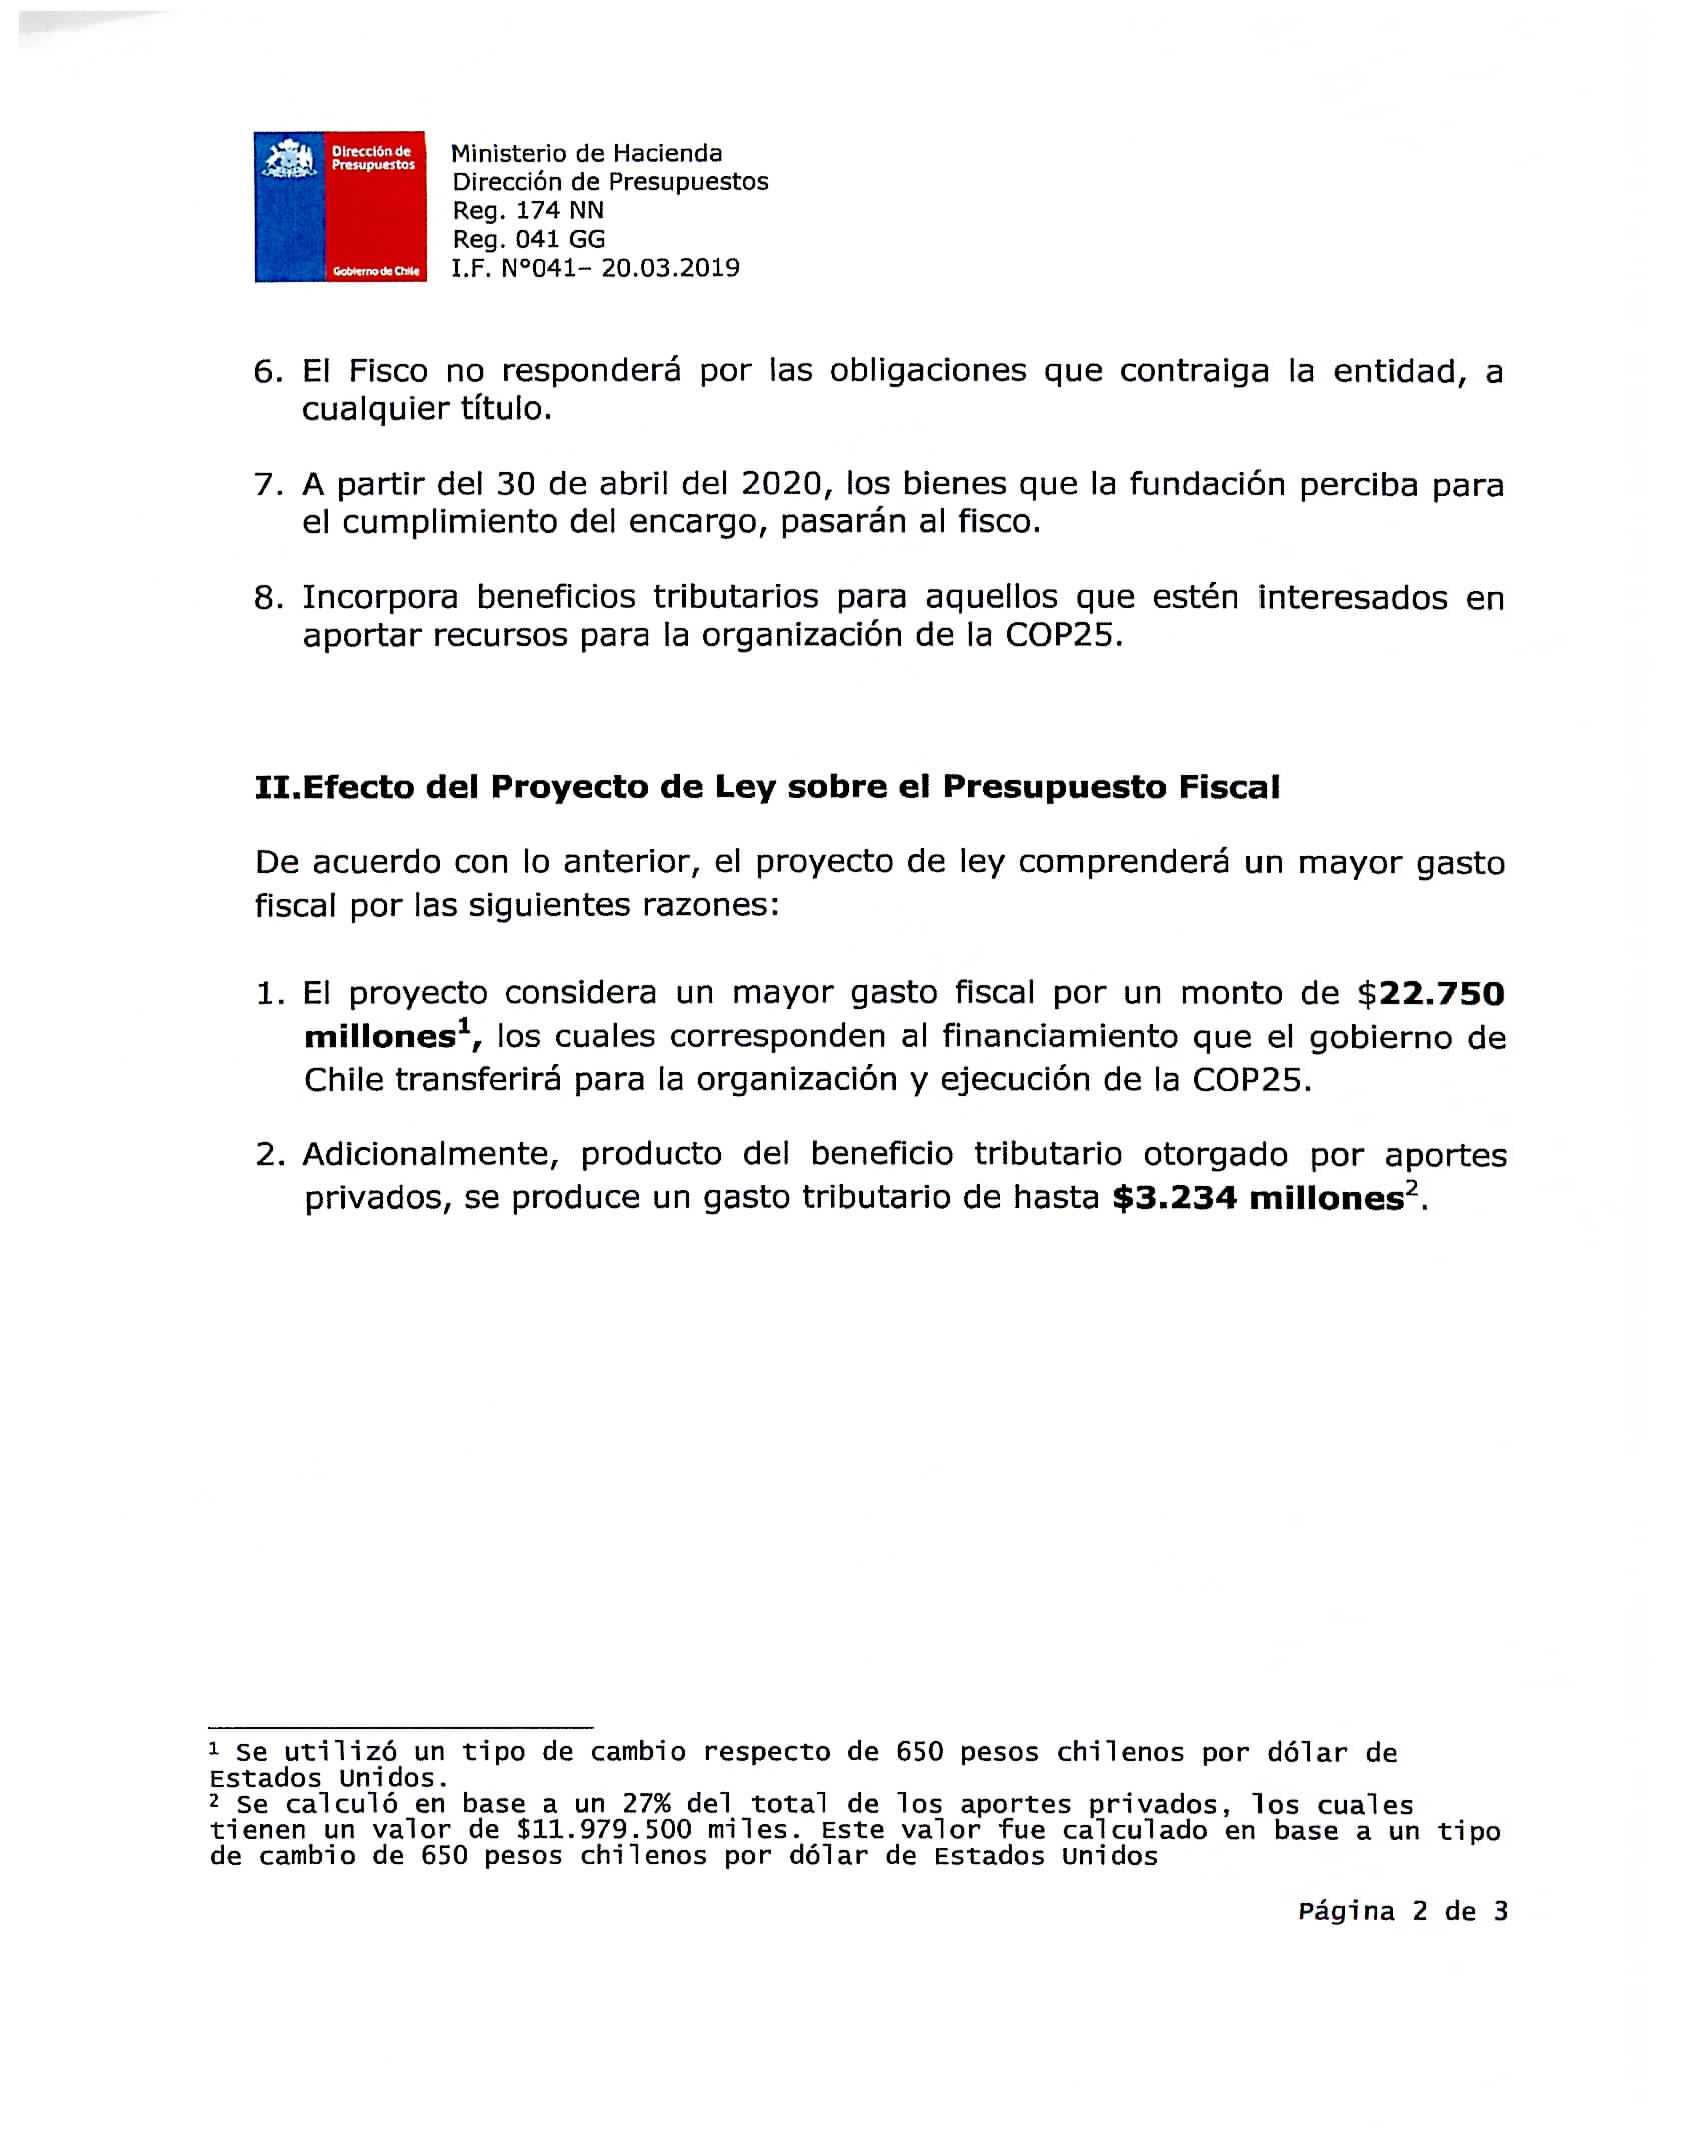 Dirección de
Presupuestos
Gobierno de Chile
Ministerio de Hacienda
Dirección de Presupuestos
Reg. 174 NN
Reg. 041 GG
I.F. N°041– 20.03.2019
6. El Fisco no responderá por las obligaciones que contraiga la entidad, a
cualquier título.
7. A partir del 30 de abril del 2020, los bienes que la fundación perciba para
el cumplimiento del encargo, pasarán al fisco.
8. Incorpora beneficios tributarios para aquellos que estén interesados en
aportar recursos para la organización de la COP25.
II.Efecto del Proyecto de Ley sobre el Presupuesto Fiscal
De acuerdo con lo anterior, el proyecto de ley comprenderá un mayor gasto
fiscal por las siguientes razones:
1. El proyecto considera un mayor gasto fiscal por un monto de $22.750
millones¹, los cuales corresponden al financiamiento que el gobierno de
Chile transferirá para la organización y ejecución de la COP25.
2. Adicionalmente, producto del beneficio tributario otorgado por aportes
privados, se produce un gasto tributario de hasta $3.234 millones².
¹ Se utilizó un tipo de cambio respecto de 650 pesos chilenos por dólar de
Estados Unidos.
² Se calculó en base a un 27% del total de los aportes privados, los cuales
tienen un valor de $11.979.500 miles. Este valor fue calculado en base a un tipo
de cambio de 650 pesos chilenos por dólar de Estados Unidos
Página 2 de 3